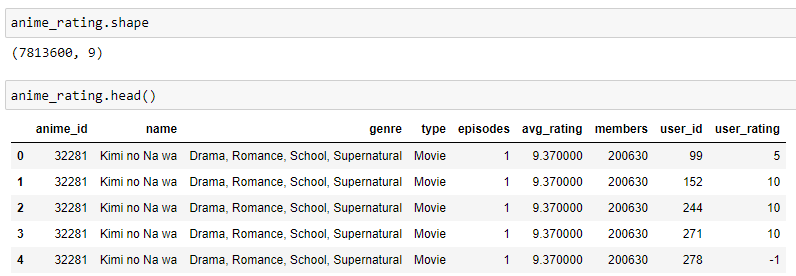 anime_rating.shape
(7813600, 9)
anime_rating.head()
anime_id name genre type episodes avg_rating members user_id user_rating
0 32281 Kimi no Na wa Drama, Romance, School, Supernatural Movie 1 9.370000 200630 99 5
1 32281 Kimi no Na wa Drama, Romance, School, Supernatural Movie 1 9.370000 200630 152 10
2 32281 Kimi no Na wa Drama, Romance, School, Supernatural Movie 1 9.370000 200630 244 10
3 32281 Kimi no Na wa Drama, Romance, School, Supernatural Movie 1 9.370000 200630 271 10
4 32281 Kimi no Na wa Drama, Romance, School, Supernatural Movie 1 9.370000 200630 278 -1